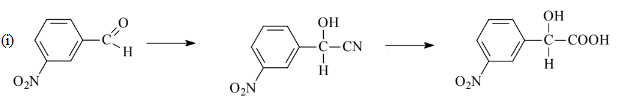 (i) O C H O₂N OH C–CN H O₂N OH C–COOH H O₂N